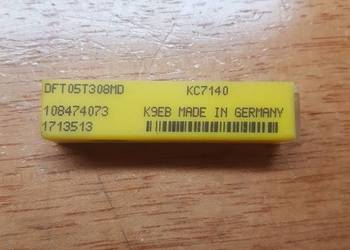 DFT05T308MD KC7140
108474073 K9EB MADE IN GERMANY
1713513